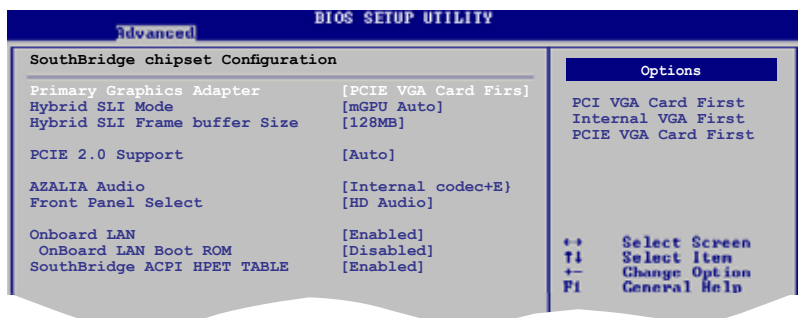 BIOS SETUP UTILITY
Advanced
SouthBridge chipset Configuration
Primary Graphics Adapter [PCIE VGA Card Firs]
Hybrid SLI Mode [mGPU Auto]
Hybrid SLI Frame buffer Size [128MB]
PCIE 2.0 Support [Auto]
AZALIA Audio [Internal codec+E}
Front Panel Select [HD Audio]
Onboard LAN [Enabled]
OnBoard LAN Boot ROM [Disabled]
SouthBridge ACPI HPET TABLE [Enabled]
Options
PCI VGA Card First
Internal VGA First
PCIE VGA Card First
←→ Select Screen
↑↓ Select Item
+- Change Option
F1 General Help